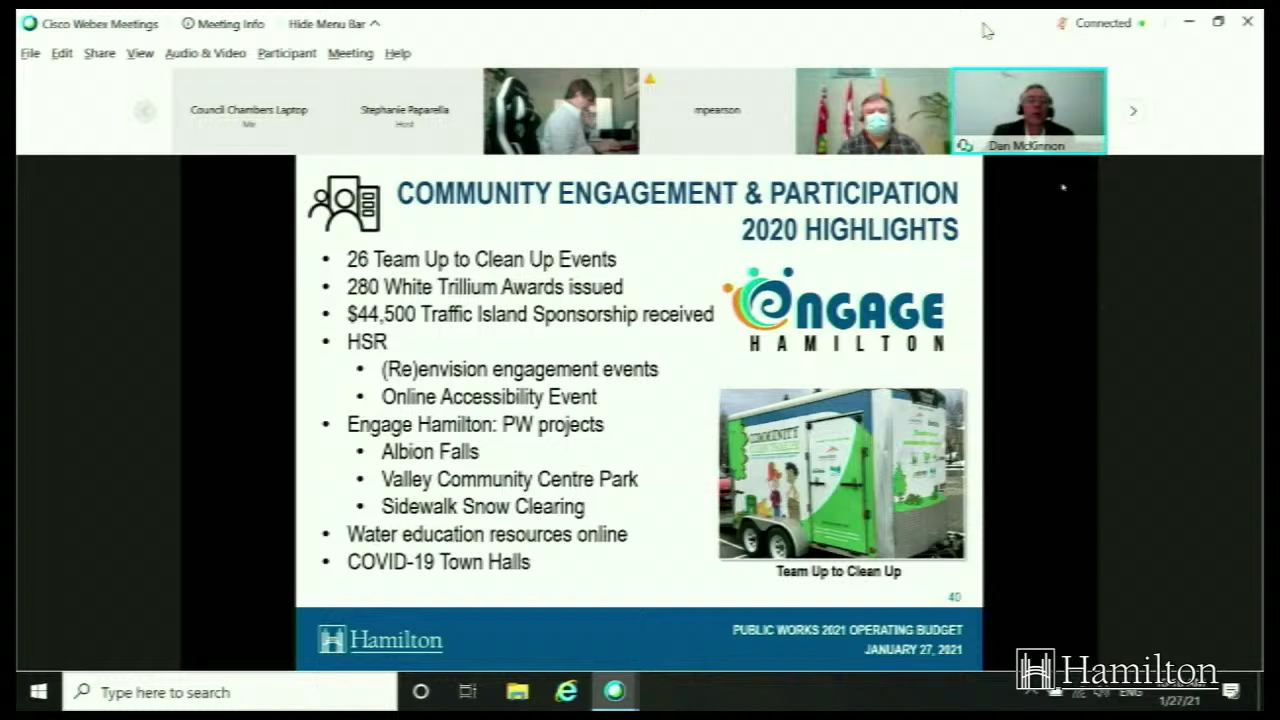 Cisco Webex Meetings
Meeting Info
Hide Menu Bar
Connected
File Edit Share View Audio & Video Participant Meeting Help
Council Chambers Laptop
Me
Stephanie Paparella
Host
mpearson
Dan McKinnon
COMMUNITY ENGAGEMENT & PARTICIPATION
2020 HIGHLIGHTS
• 26 Team Up to Clean Up Events
• 280 White Trillium Awards issued
• $44,500 Traffic Island Sponsorship received
• HSR
• (Re)envision engagement events
• Online Accessibility Event
• Engage Hamilton: PW projects
• Albion Falls
• Valley Community Centre Park
• Sidewalk Snow Clearing
• Water education resources online
• COVID-19 Town Halls
ENGAGE
HAMILTON
COMMUNITY
Team Up to Clean Up
40
Hamilton
PUBLIC WORKS 2021 OPERATING BUDGET
JANUARY 27, 2021
Hamilton
Type here to search
ENG
1/27/21